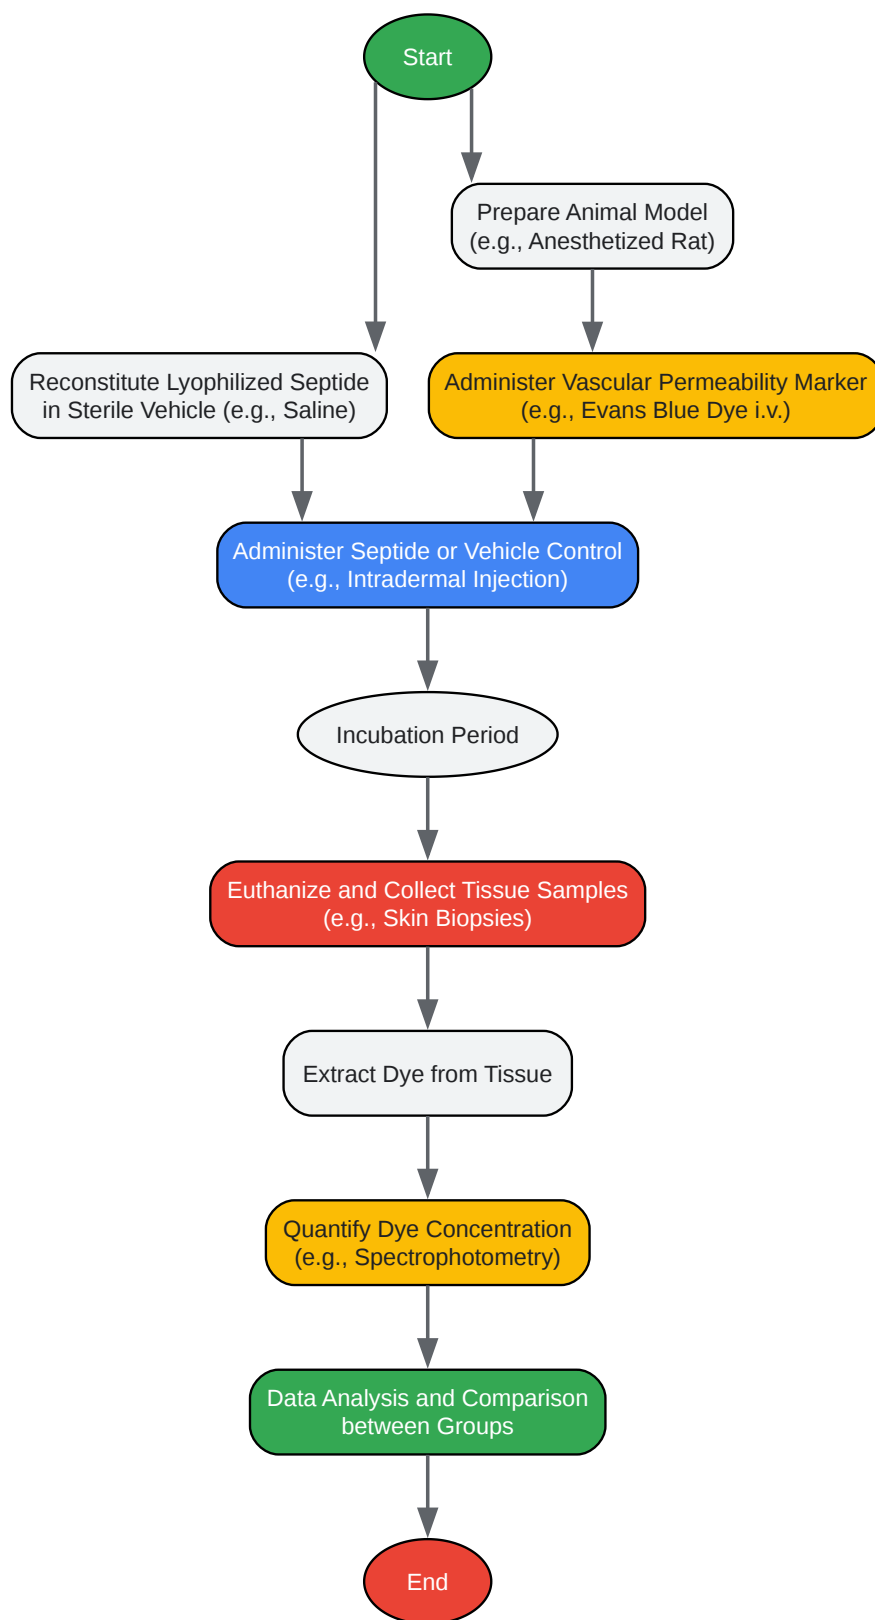 Start
Prepare Animal Model
(e.g., Anesthetized Rat)
Reconstitute Lyophilized Septide
in Sterile Vehicle (e.g., Saline)
Administer Vascular Permeability Marker
(e.g., Evans Blue Dye i.v.)
Administer Septide or Vehicle Control
(e.g., Intradermal Injection)
Incubation Period
Euthanize and Collect Tissue Samples
(e.g., Skin Biopsies)
Extract Dye from Tissue
Quantify Dye Concentration
(e.g., Spectrophotometry)
Data Analysis and Comparison
between Groups
End